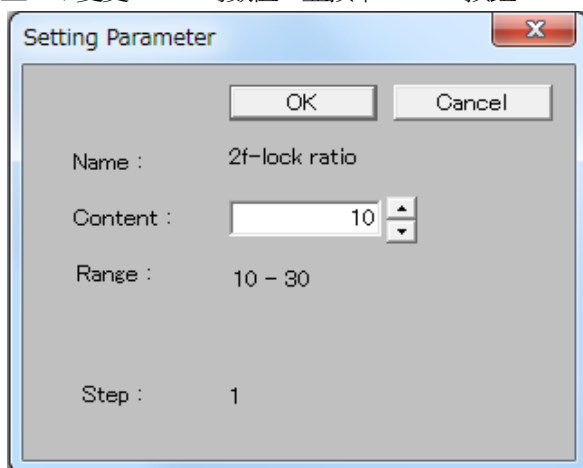 Setting Parameter
OK Cancel
Name : 2f-lock ratio
Content : 10
Range : 10 - 30
Step : 1